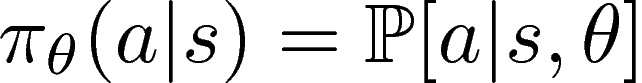 π_θ(a|s) = ℙ[a|s, θ]